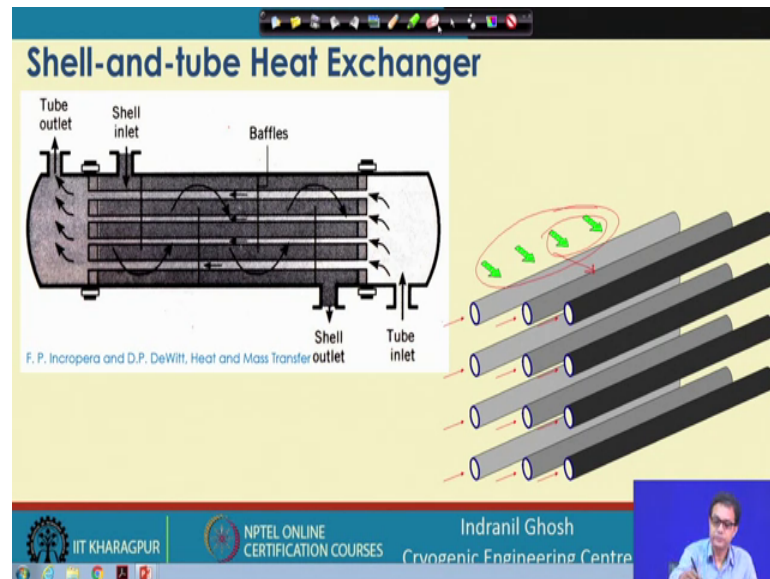 Shell-and-tube Heat Exchanger
Tube
outlet
Shell
inlet
Baffles
Shell
outlet
Tube
inlet
F. P. Incropera and D.P. DeWitt, Heat and Mass Transfer
IIT KHARAGPUR
NPTEL ONLINE
CERTIFICATION COURSES
Indranil Ghosh
Cryogenic Engineering Centre